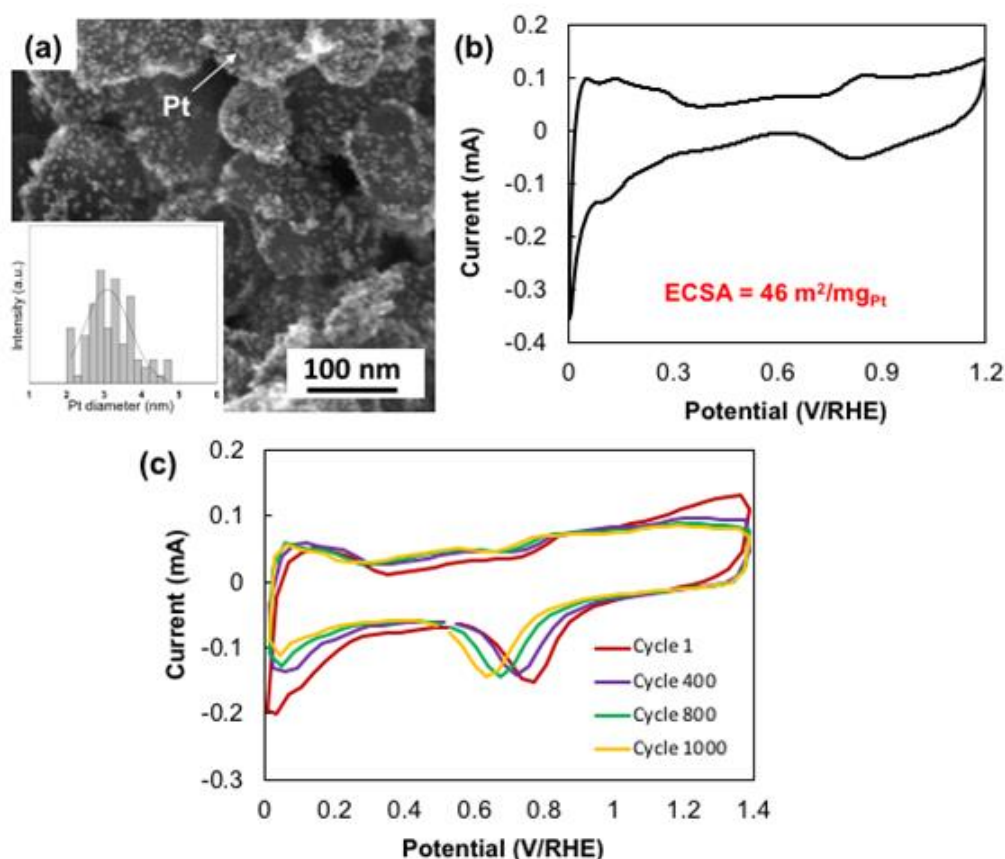 (a)
Pt
100 nm
Intensity (a.u.)
1 2 3 4 5 6
Pt diameter (nm)
(b)
Current (mA)
0.2
0.1
0
-0.1
-0.2
-0.3
-0.4
ECSA = 46 m²/mgPt
0 0.3 0.6 0.9 1.2
Potential (V/RHE)
(c)
Current (mA)
0.2
0.1
0
-0.1
-0.2
-0.3
Cycle 1
Cycle 400
Cycle 800
Cycle 1000
0 0.2 0.4 0.6 0.8 1 1.2 1.4
Potential (V/RHE)